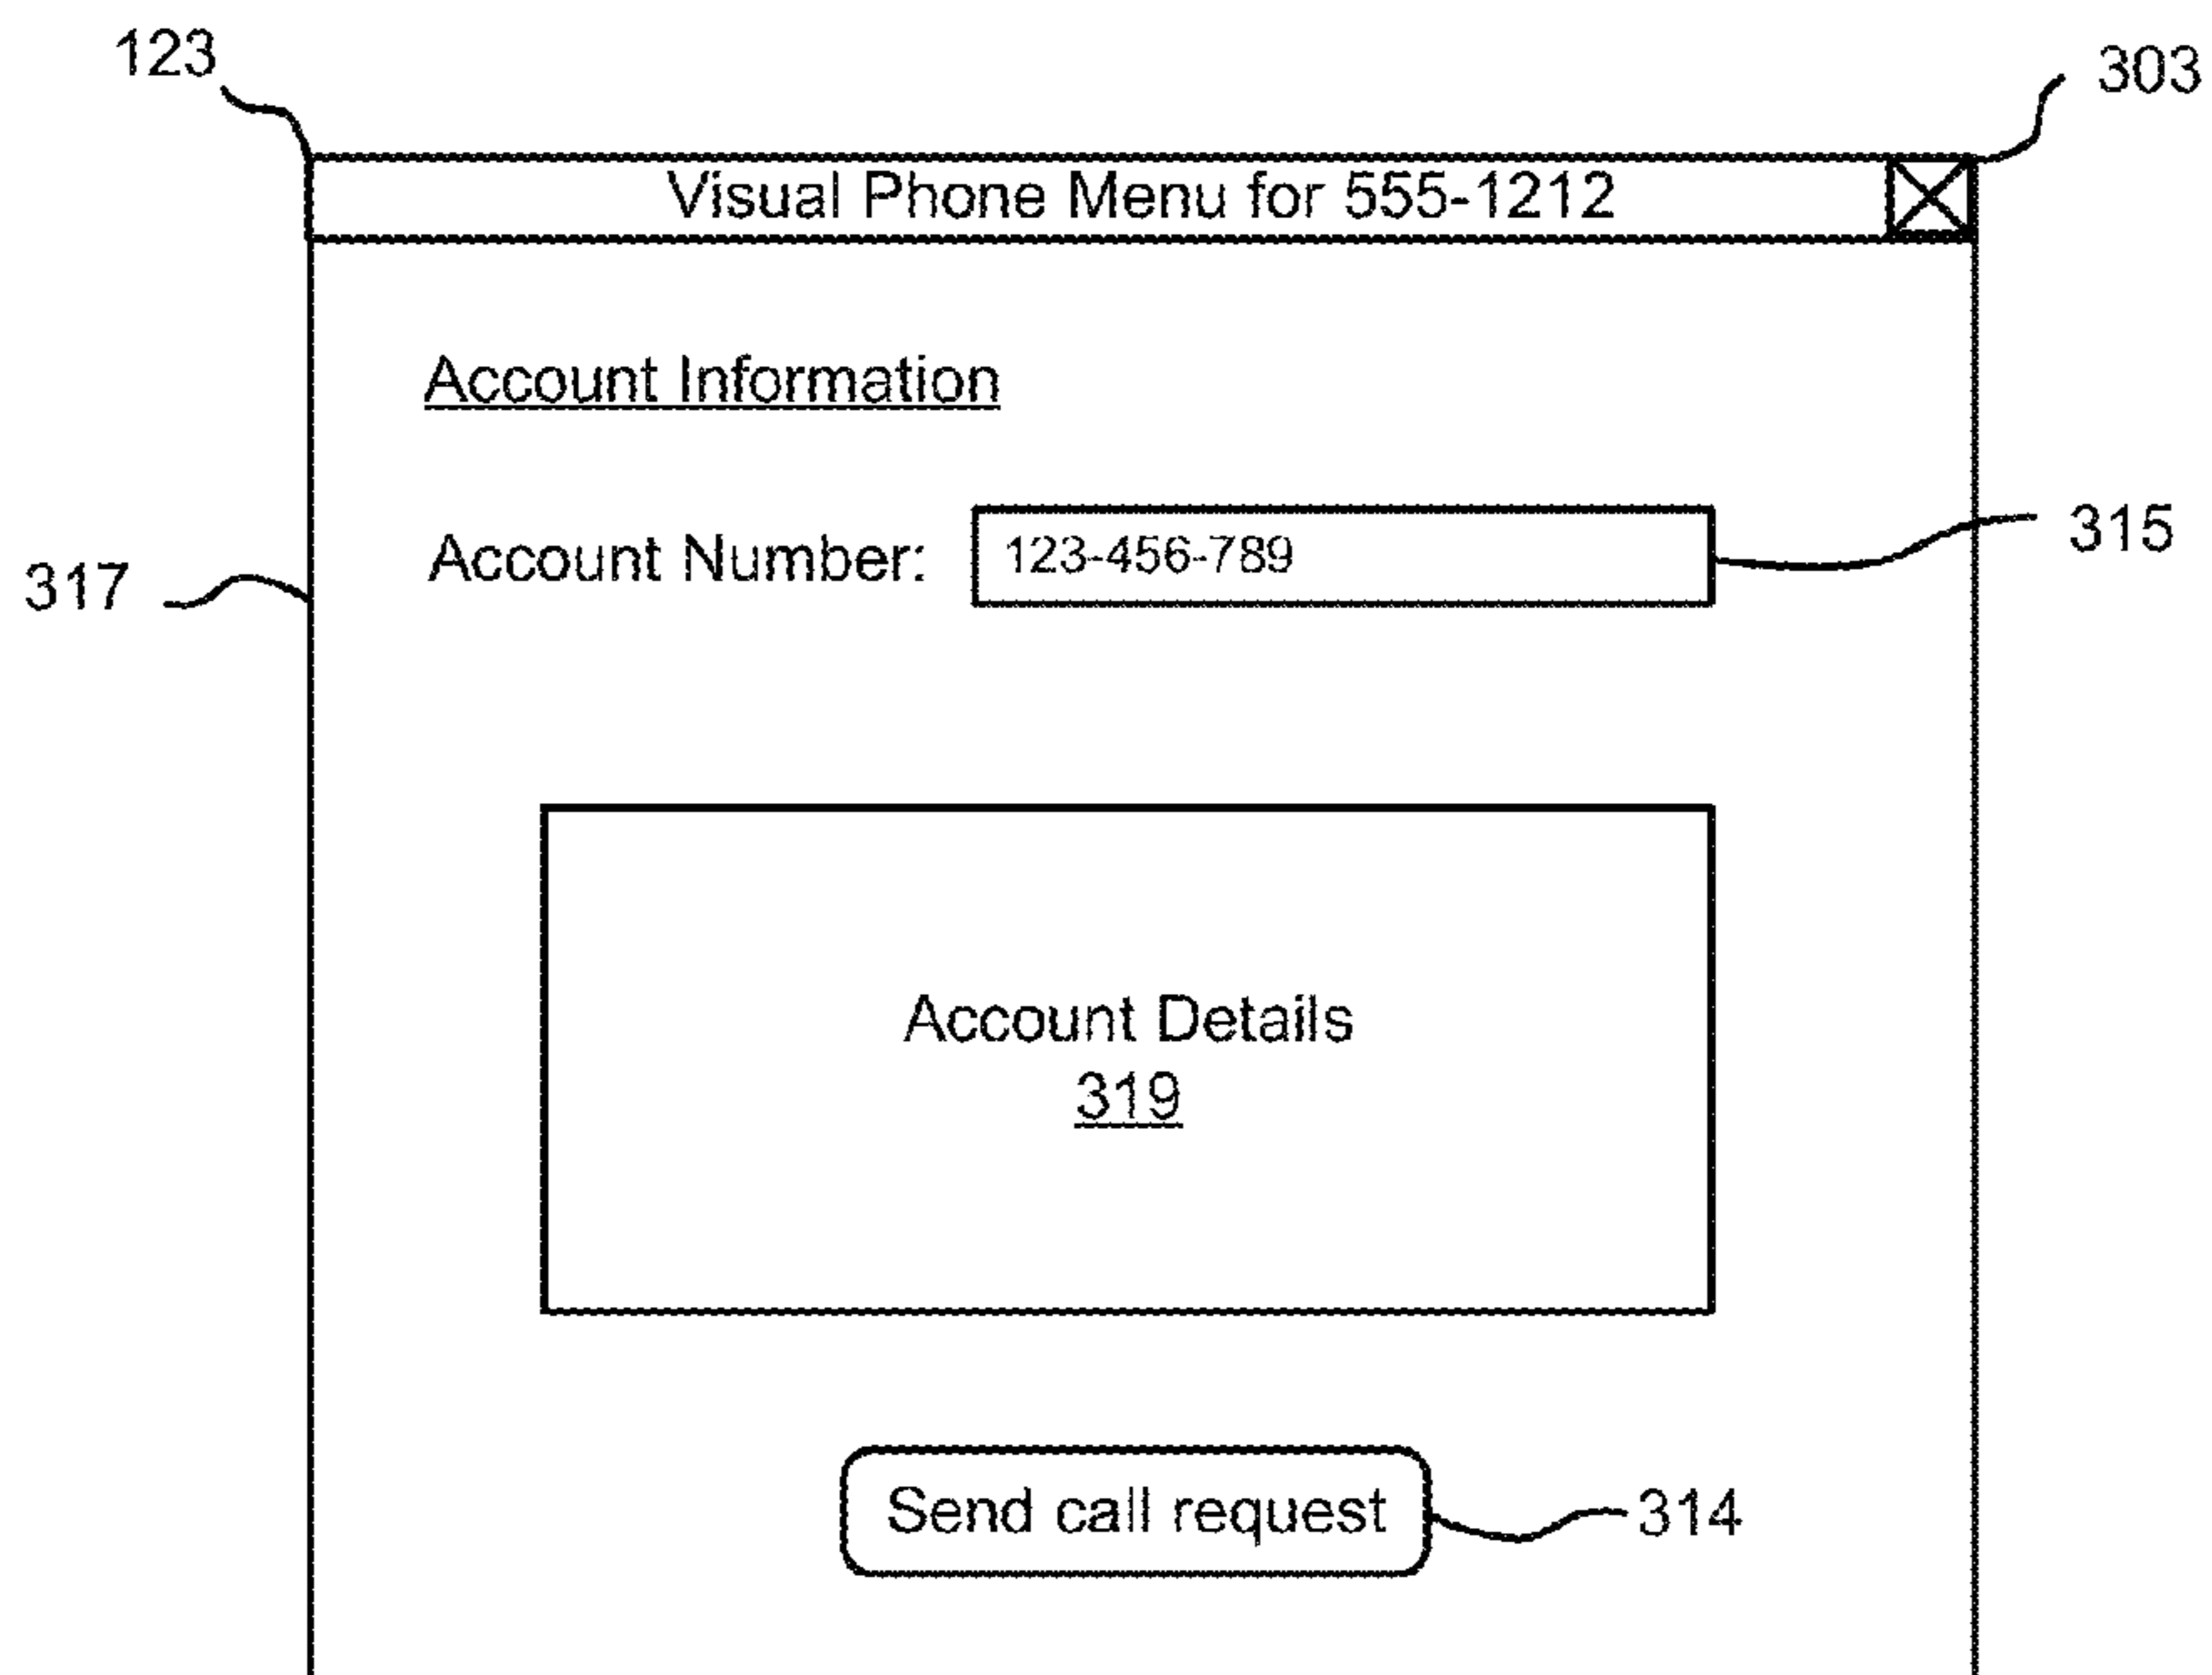 123
303
Visual Phone Menu for 555-1212
Account Information
Account Number: 123-456-789
315
317
Account Details
319
Send call request
314